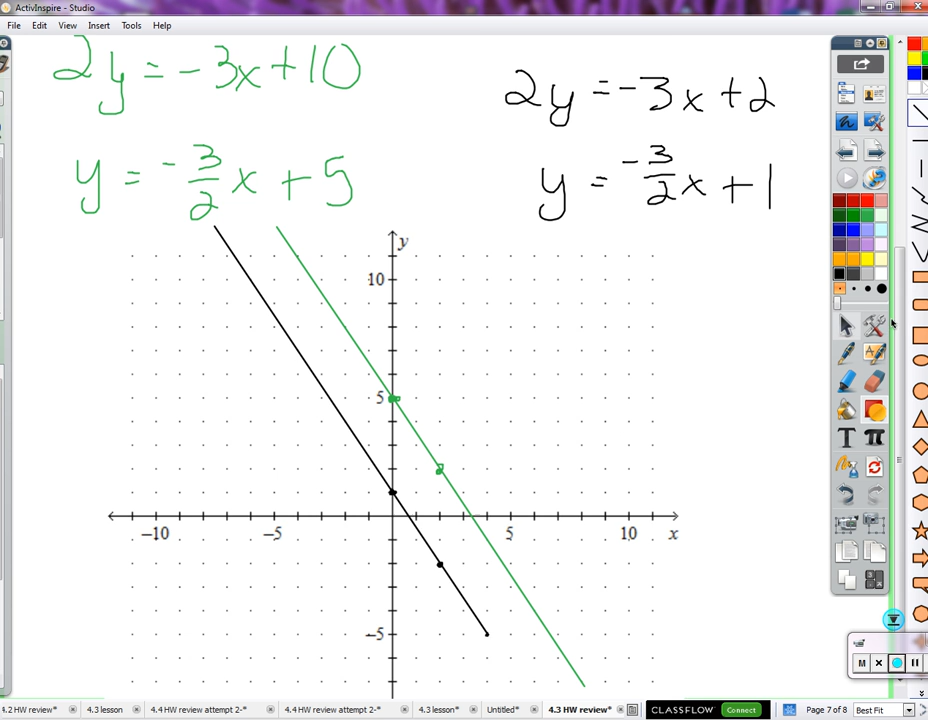 ActivInspire - Studio
File Edit View Insert Tools Help
2y = -3x + 10
2y = -3x + 2
y = -3/2 x + 5
y = -3/2 x + 1
y
10
5
-10 -5 5 10 x
-5
M
4.2 HW review* 4.3 lesson 4.4 HW review attempt 2-* 4.4 HW review attempt 2-* 4.3 lesson* Untitled* 4.3 HW review* CLASSFLOW Connect Page 7 of 8 Best Fit